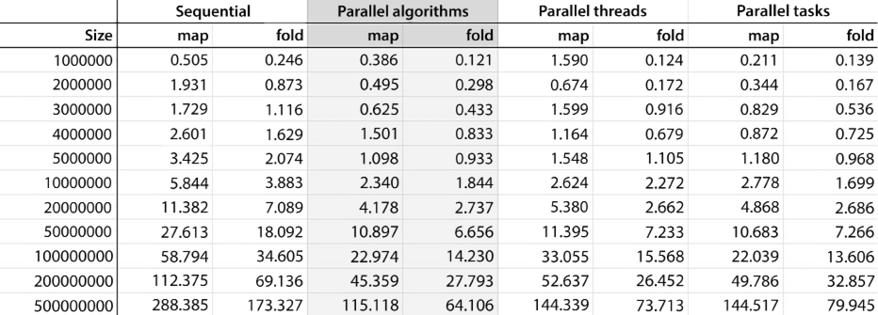 Sequential Parallel algorithms Parallel threads Parallel tasks
Size map fold map fold map fold map fold
1000000 0.505 0.246 0.386 0.121 1.590 0.124 0.211 0.139
2000000 1.931 0.873 0.495 0.298 0.674 0.172 0.344 0.167
3000000 1.729 1.116 0.625 0.433 1.599 0.916 0.829 0.536
4000000 2.601 1.629 1.501 0.833 1.164 0.679 0.872 0.725
5000000 3.425 2.074 1.098 0.933 1.548 1.105 1.180 0.968
10000000 5.844 3.883 2.340 1.844 2.624 2.272 2.778 1.699
20000000 11.382 7.089 4.178 2.737 5.380 2.662 4.868 2.686
50000000 27.613 18.092 10.897 6.656 11.395 7.233 10.683 7.266
100000000 58.794 34.605 22.974 14.230 33.055 15.568 22.039 13.606
200000000 112.375 69.136 45.359 27.793 52.637 26.452 49.786 32.857
500000000 288.385 173.327 115.118 64.106 144.339 73.713 144.517 79.945